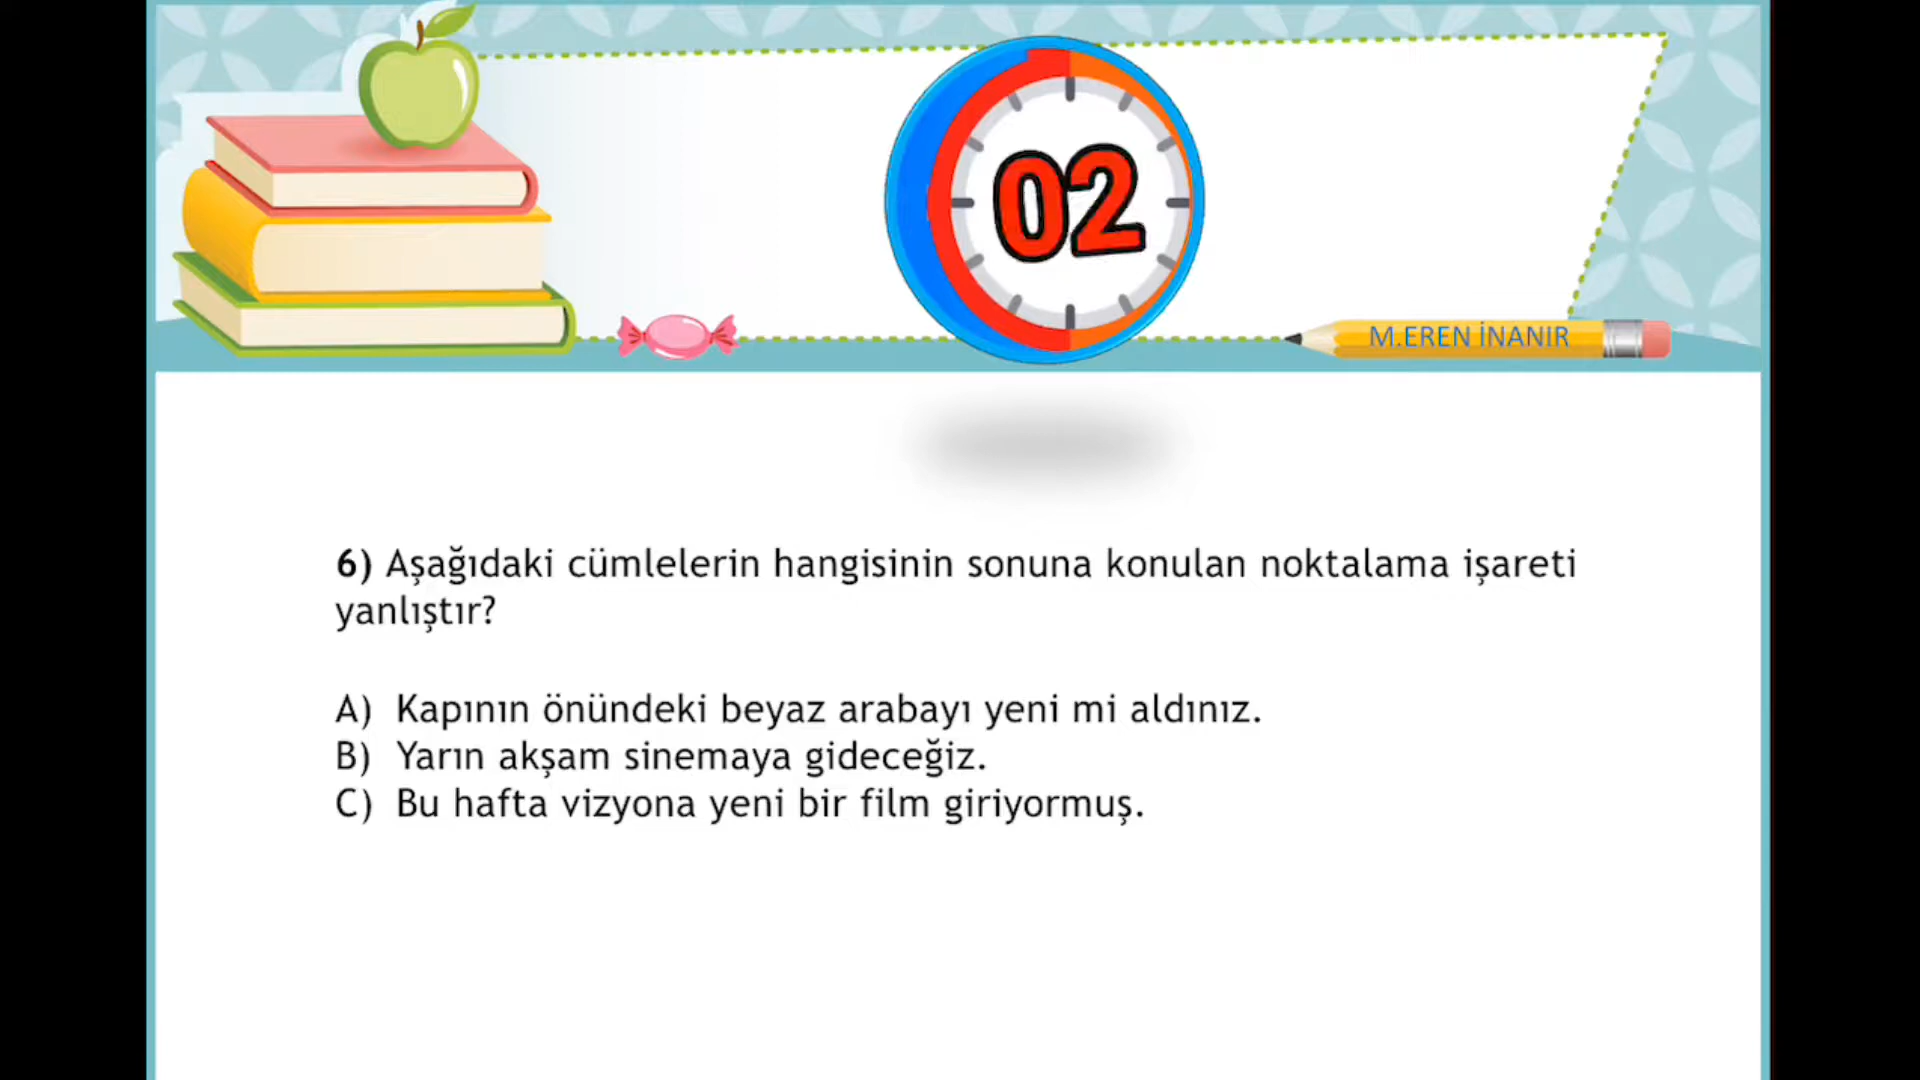 02
M.EREN İNANIR
6) Aşağıdaki cümlelerin hangisinin sonuna konulan noktalama işareti
yanlıştır?
A) Kapının önündeki beyaz arabayı yeni mi aldınız.
B) Yarın akşam sinemaya gideceğiz.
C) Bu hafta vizyona yeni bir film giriyormuş.